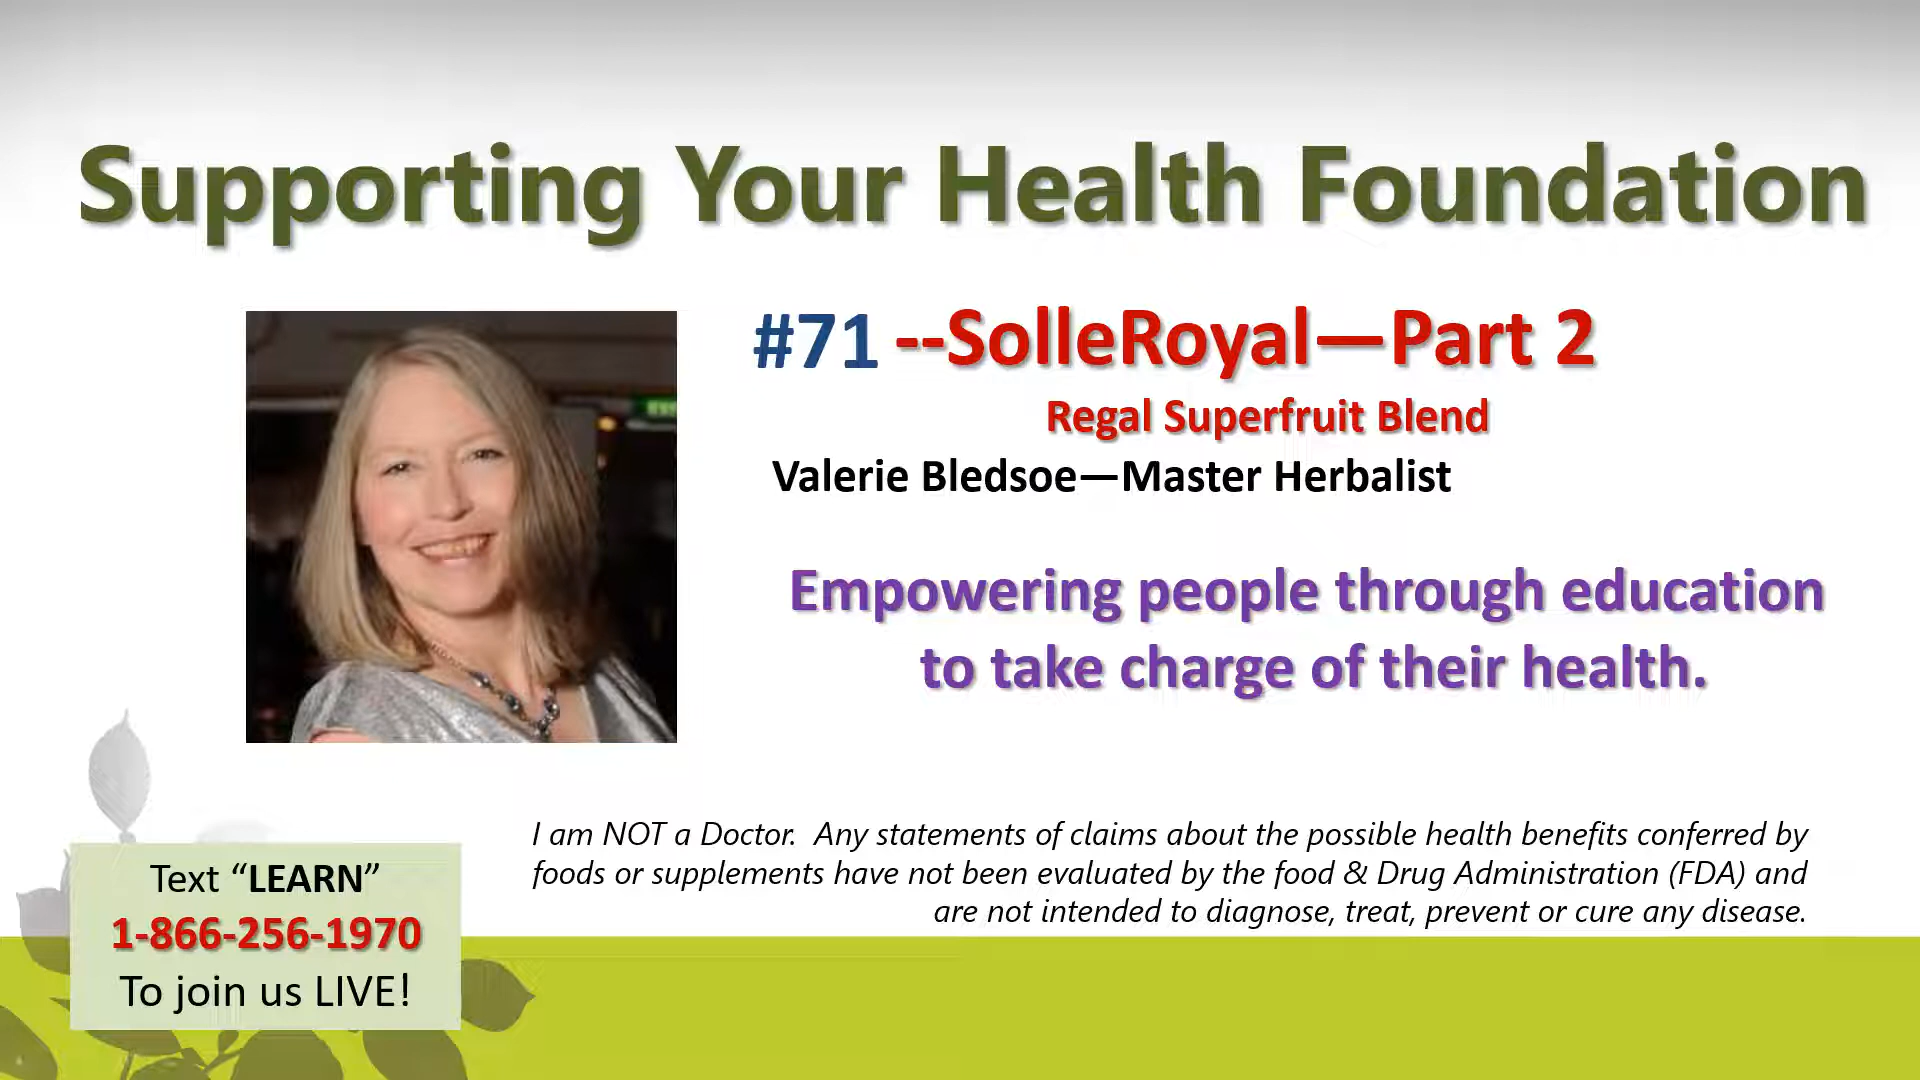 Supporting Your Health Foundation
#71 --SolleRoyal—Part 2
Regal Superfruit Blend
Valerie Bledsoe—Master Herbalist
Empowering people through education
to take charge of their health.
I am NOT a Doctor. Any statements of claims about the possible health benefits conferred by
foods or supplements have not been evaluated by the food & Drug Administration (FDA) and
are not intended to diagnose, treat, prevent or cure any disease.
Text “LEARN”
1-866-256-1970
To join us LIVE!